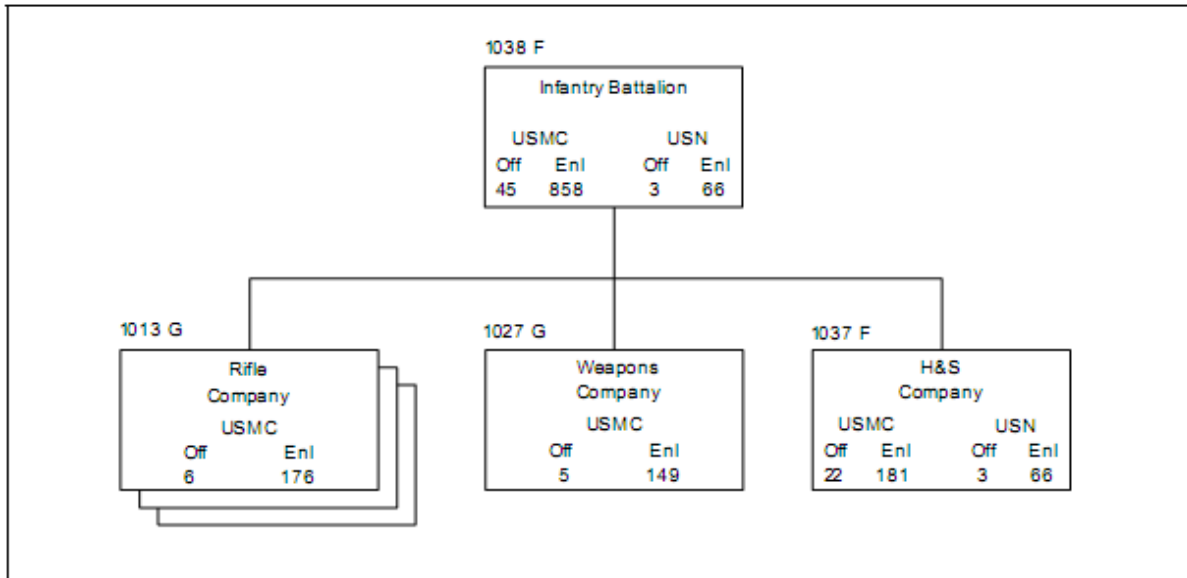 1038 F
Infantry Battalion
USMC USN
Off Enl Off Enl
45 858 3 66
1013 G
Rifle
Company
USMC
Off Enl
6 176
1027 G
Weapons
Company
USMC
Off Enl
5 149
1037 F
H&S
Company
USMC USN
Off Enl Off Enl
22 181 3 66